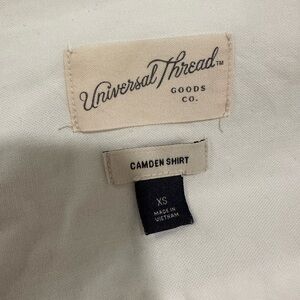 Universal Thread™
GOODS
CO.
CAMDEN SHIRT
XS
MADE IN
VIETNAM